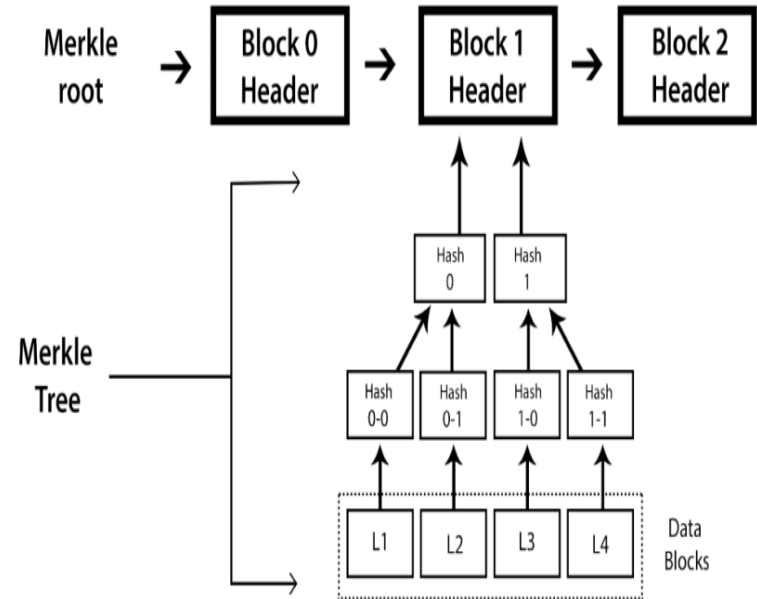 Merkle
root
Block 0
Header
Block 1
Header
Block 2
Header
Hash
0
Hash
1
Merkle
Tree
Hash
0-0
Hash
0-1
Hash
1-0
Hash
1-1
L1
L2
L3
L4
Data
Blocks